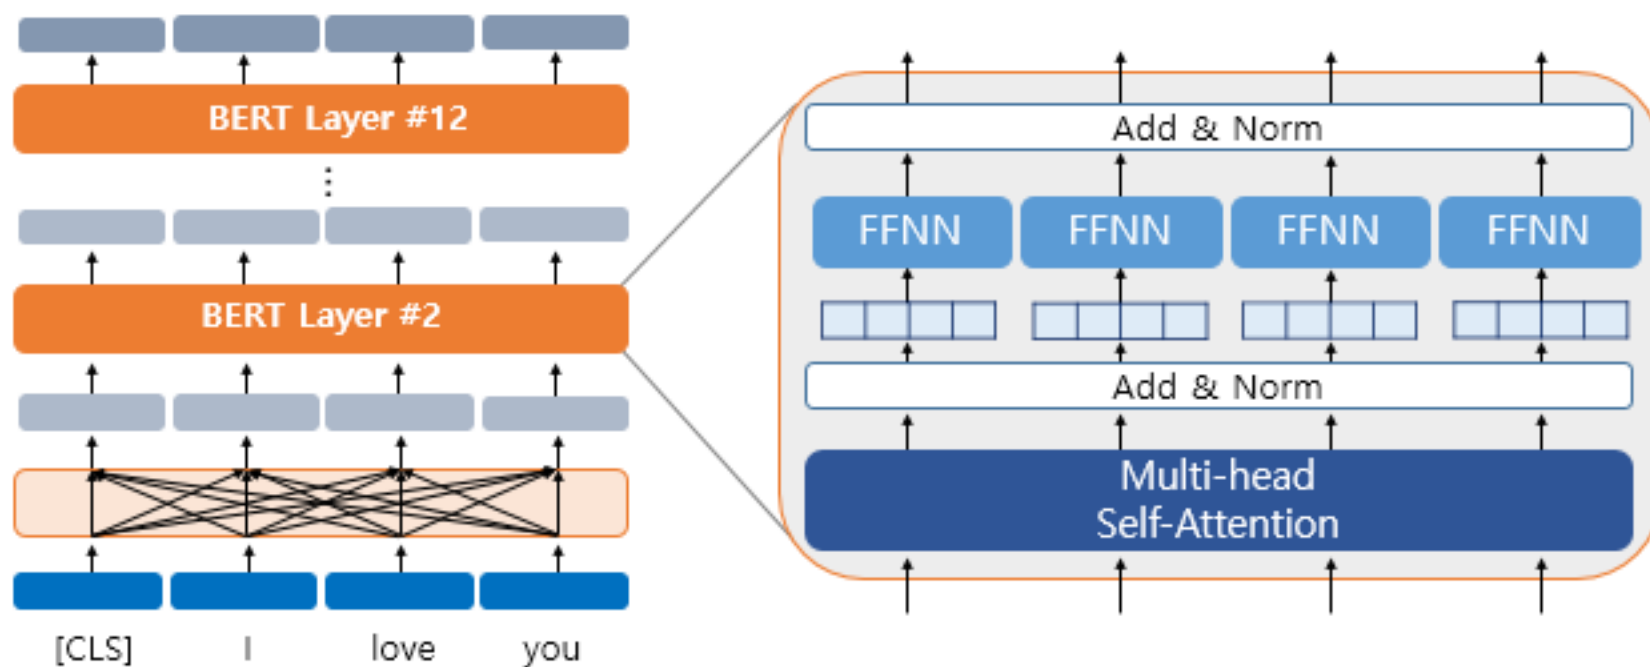 BERT Layer #12
⋮
BERT Layer #2
[CLS] I love you
Add & Norm
FFNN FFNN FFNN FFNN
Add & Norm
Multi-head
Self-Attention